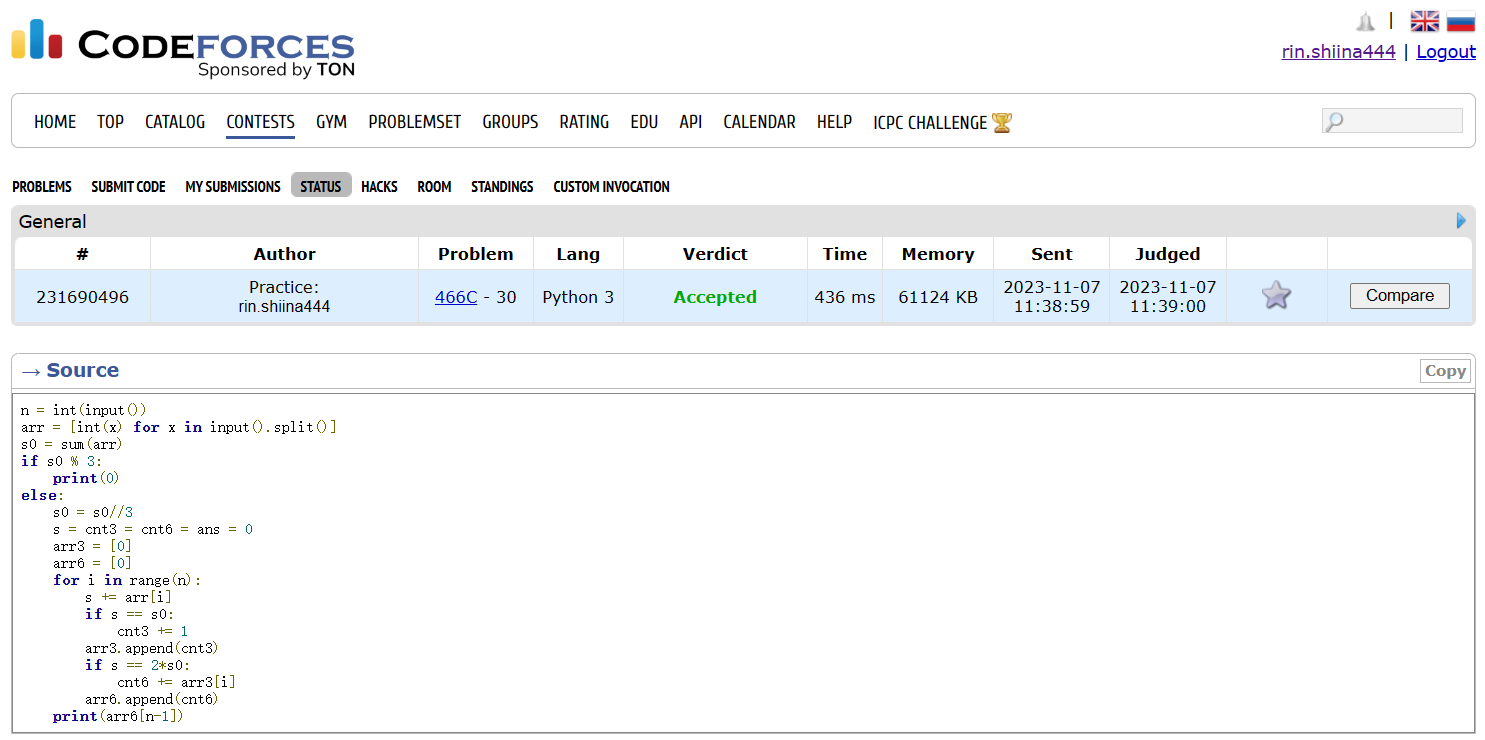 CODEFORCES
Sponsored by TON
|
rin.shiina444 | Logout
HOME TOP CATALOG CONTESTS GYM PROBLEMSET GROUPS RATING EDU API CALENDAR HELP ICPC CHALLENGE
PROBLEMS SUBMIT CODE MY SUBMISSIONS STATUS HACKS ROOM STANDINGS CUSTOM INVOCATION
General
# Author Problem Lang Verdict Time Memory Sent Judged
231690496 Practice: rin.shiina444 466C - 30 Python 3 Accepted 436 ms 61124 KB 2023-11-07 11:38:59 2023-11-07 11:39:00 Compare
→ Source Copy
n = int(input())
arr = [int(x) for x in input().split()]
s0 = sum(arr)
if s0 % 3:
    print(0)
else:
    s0 = s0//3
    s = cnt3 = cnt6 = ans = 0
    arr3 = [0]
    arr6 = [0]
    for i in range(n):
        s += arr[i]
        if s == s0:
            cnt3 += 1
        arr3.append(cnt3)
        if s == 2*s0:
            cnt6 += arr3[i]
        arr6.append(cnt6)
    print(arr6[n-1])